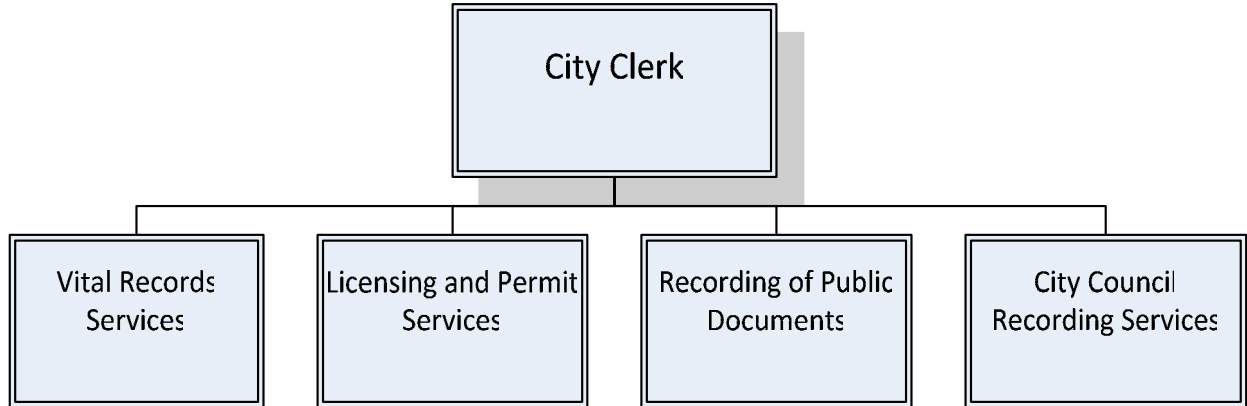 City Clerk
Vital Records
Services
Licensing and Permit
Services
Recording of Public
Documents
City Council
Recording Services